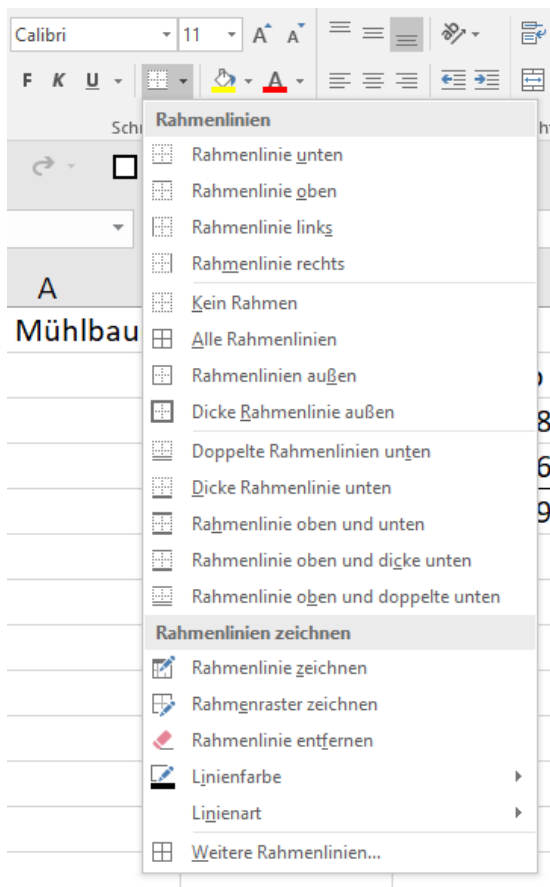 Calibri 11 A A
F K U A
Sch
Rahmenlinien
Rahmenlinie unten
Rahmenlinie oben
Rahmenlinie links
Rahmenlinie rechts
A
Kein Rahmen
Mühlbau
Alle Rahmenlinien
Rahmenlinien außen
Dicke Rahmenlinie außen
8
Doppelte Rahmenlinien unten
6
Dicke Rahmenlinie unten
9
Rahmenlinie oben und unten
Rahmenlinie oben und dicke unten
Rahmenlinie oben und doppelte unten
Rahmenlinien zeichnen
Rahmenlinie zeichnen
Rahmenraster zeichnen
Rahmenlinie entfernen
Linienfarbe
Linienart
Weitere Rahmenlinien...